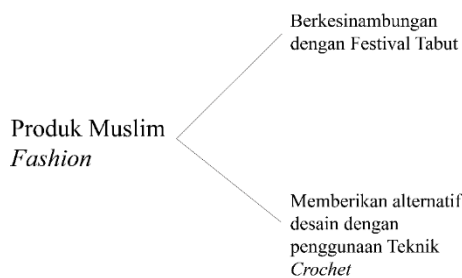 Berkesinambungan
dengan Festival Tabut
Produk Muslim
Fashion
Memberikan alternatif
desain dengan
penggunaan Teknik
Crochet